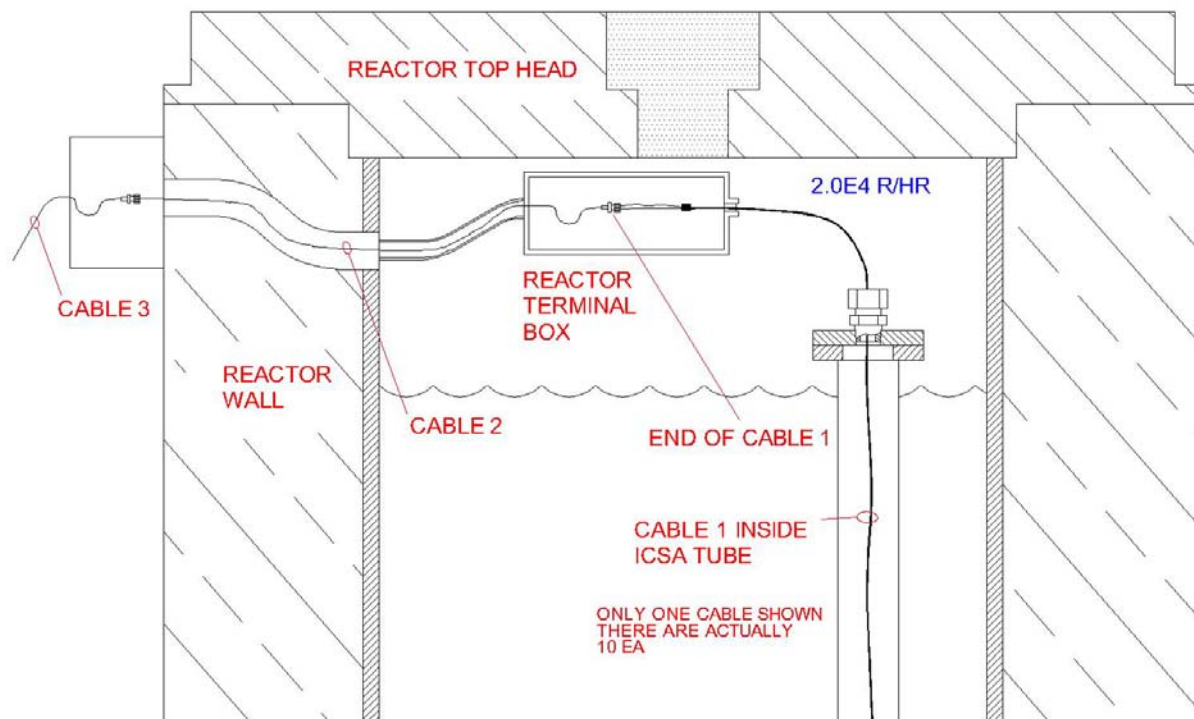 REACTOR TOP HEAD
2.0E4 R/HR
CABLE 3
REACTOR
TERMINAL
BOX
REACTOR
WALL
CABLE 2
END OF CABLE 1
CABLE 1 INSIDE
ICSA TUBE
ONLY ONE CABLE SHOWN
THERE ARE ACTUALLY
10 EA